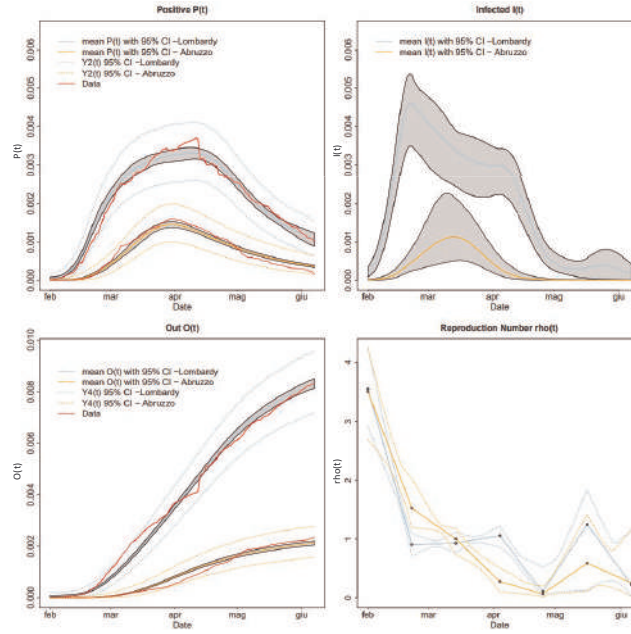 Positive P(t)
0.006
0.005
0.004
0.003
0.002
0.001
0.000
P(t)
mean P(t) with 95% CI -Lombardy
mean P(t) with 95% CI - Abruzzo
Y2(t) 95% CI -Lombardy
Y2(t) 95% CI - Abruzzo
Data
feb mar apr mag giu
Date
Infected I(t)
0.006
0.005
0.004
0.003
0.002
0.001
0.000
I(t)
mean I(t) with 95% CI -Lombardy
mean I(t) with 95% CI - Abruzzo
feb mar apr mag giu
Date
Out O(t)
0.010
0.008
0.006
0.004
0.002
0.000
O(t)
mean O(t) with 95% CI -Lombardy
mean O(t) with 95% CI - Abruzzo
Y4(t) 95% CI -Lombardy
Y4(t) 95% CI - Abruzzo
Data
feb mar apr mag giu
Date
Reproduction Number rho(t)
4
3
2
1
0
rho(t)
feb mar apr mag giu
Date